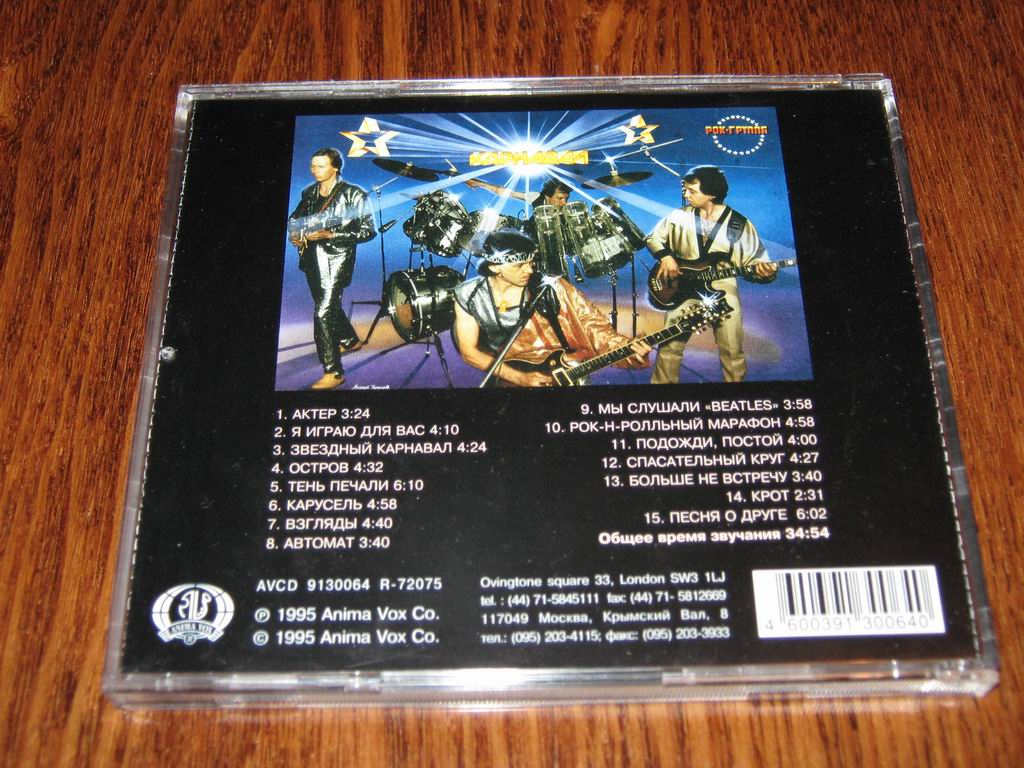 КАРНАВАЛ
РОК-ГРУППА
1. АКТЕР 3:24
2. Я ИГРАЮ ДЛЯ ВАС 4:10
3. ЗВЕЗДНЫЙ КАРНАВАЛ 4:24
4. ОСТРОВ 4:32
5. ТЕНЬ ПЕЧАЛИ 6:10
6. КАРУСЕЛЬ 4:58
7. ВЗГЛЯДЫ 4:40
8. АВТОМАТ 3:40
9. МЫ СЛУШАЛИ «BEATLES» 3:58
10. РОК-Н-РОЛЛЬНЫЙ МАРАФОН 4:58
11. ПОДОЖДИ, ПОСТОЙ 4:00
12. СПАСАТЕЛЬНЫЙ КРУГ 4:27
13. БОЛЬШЕ НЕ ВСТРЕЧУ 3:40
14. КРОТ 2:31
15. ПЕСНЯ О ДРУГЕ 6:02
Общее время звучания 34:54
ANIMA VOX
R
AVCD 9130064 R-72075
℗ 1995 Anima Vox Co.
© 1995 Anima Vox Co.
Ovingtone square 33, London SW3 1LJ
tel. : (44) 71-5845111 fax: (44) 71- 5812669
117049 Москва, Крымский Вал, 8
тел.: (095) 203-4115; факс: (095) 203-3933
4 600391 300640